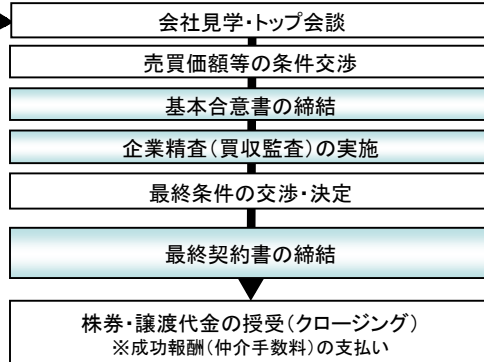 会社見学・トップ会談
売買価額等の条件交渉
基本合意書の締結
企業精査(買収監査)の実施
最終条件の交渉・決定
最終契約書の締結
株券・譲渡代金の授受(クロージング)
※成功報酬(仲介手数料)の支払い